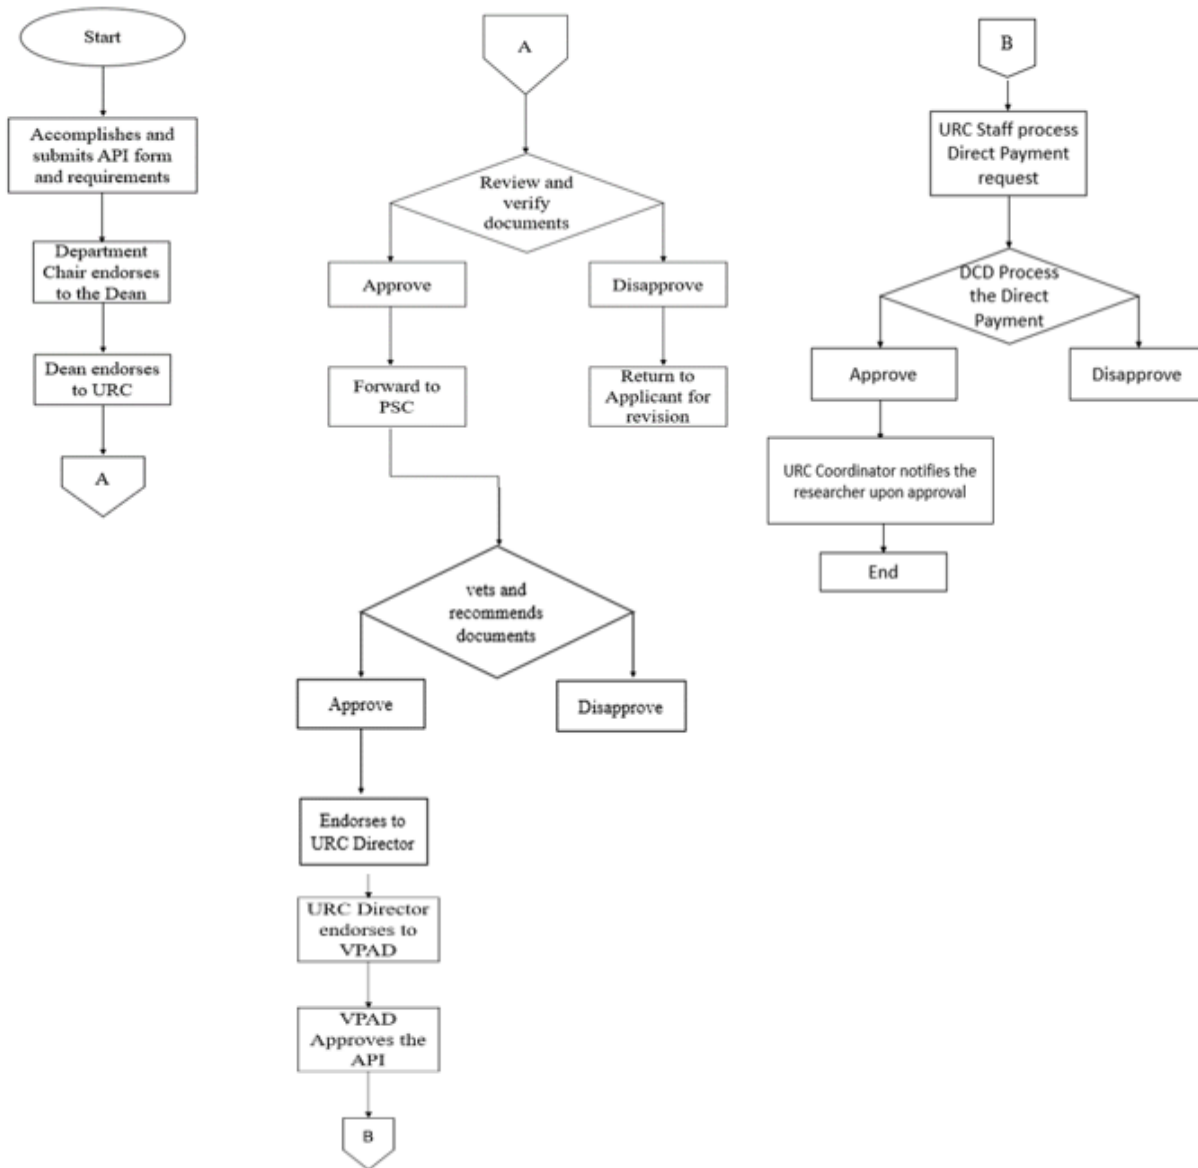 Start
Accomplishes and
submits API form
and requirements
Department
Chair endorses
to the Dean
Dean endorses
to URC
A
A
Review and
verify
documents
Approve
Disapprove
Forward to
PSC
Return to
Applicant for
revision
vets and
recommends
documents
Approve
Disapprove
Endorses to
URC Director
URC Director
endorses to
VPAD
VPAD
Approves the
API
B
B
URC Staff process
Direct Payment
request
DCD Process
the Direct
Payment
Approve
Disapprove
URC Coordinator notifies the
researcher upon approval
End